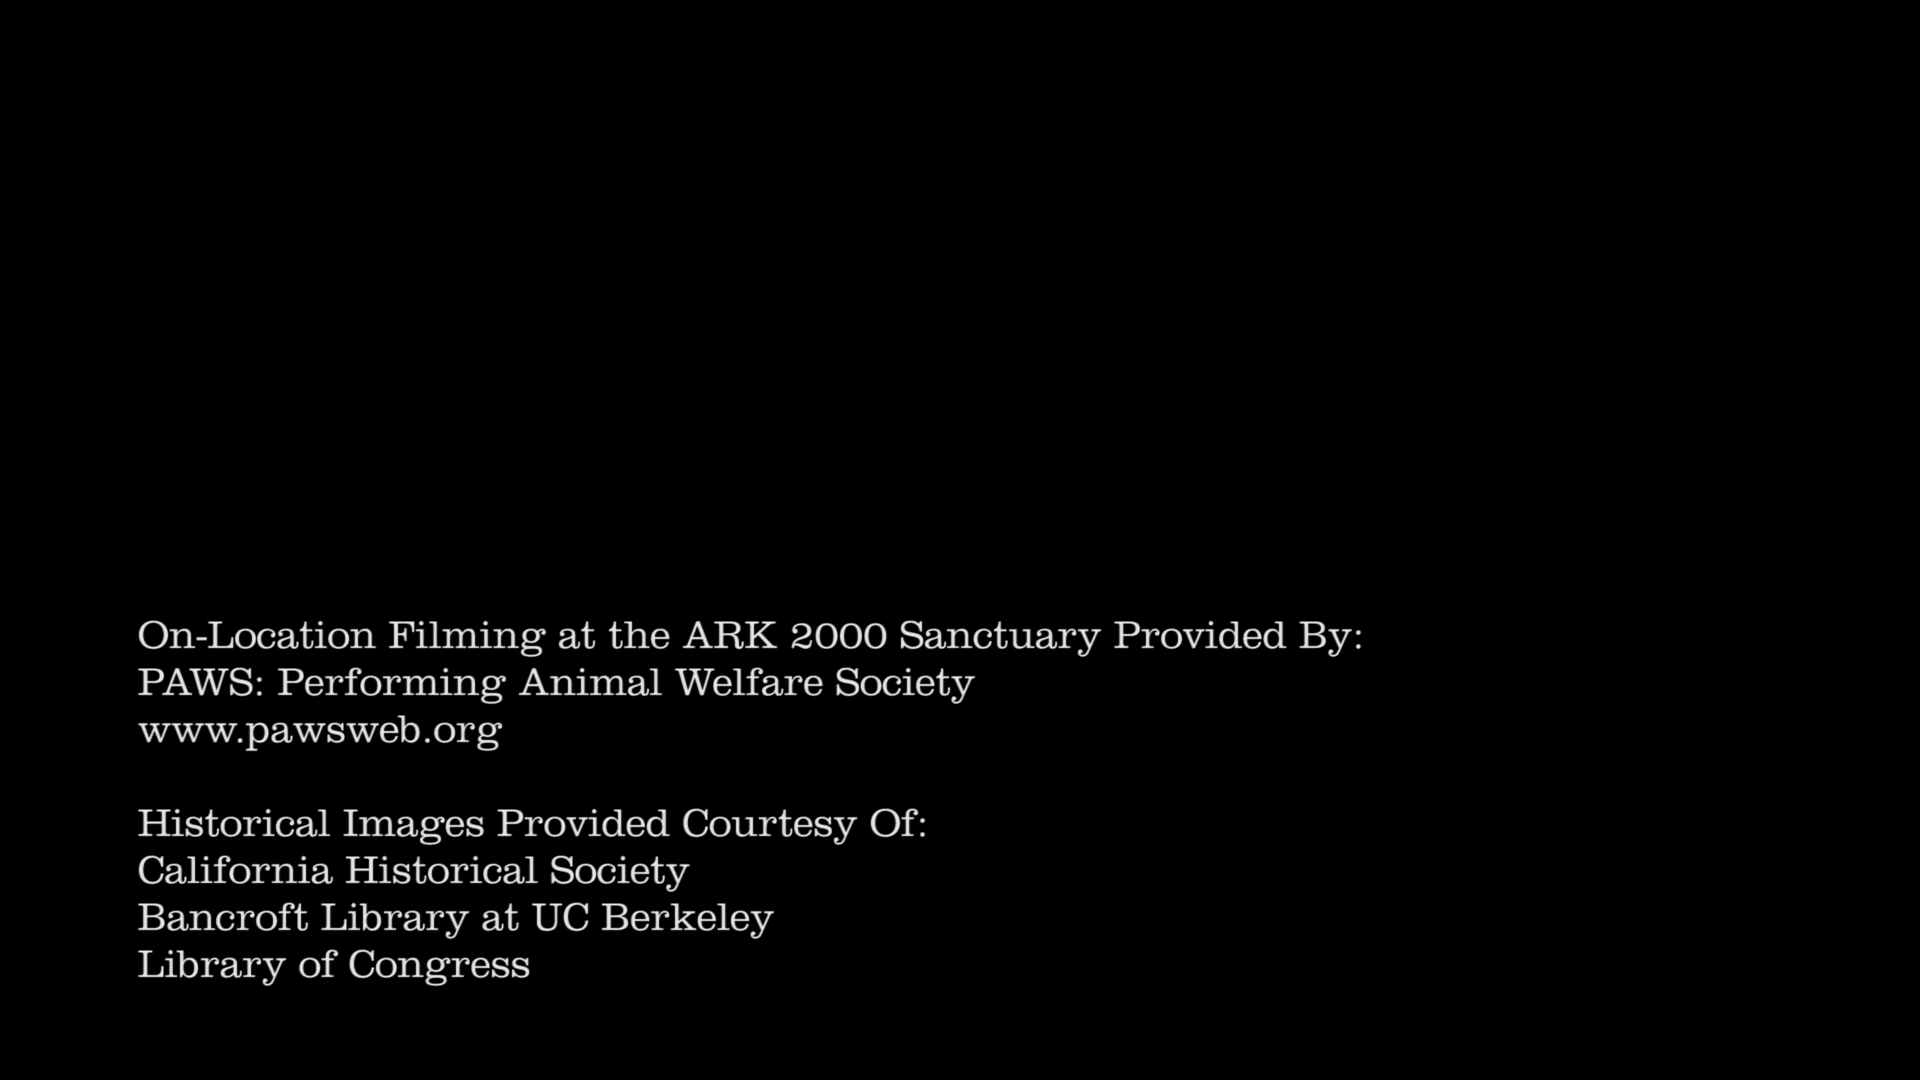 On-Location Filming at the ARK 2000 Sanctuary Provided By:
PAWS: Performing Animal Welfare Society
www.pawsweb.org
Historical Images Provided Courtesy Of:
California Historical Society
Bancroft Library at UC Berkeley
Library of Congress